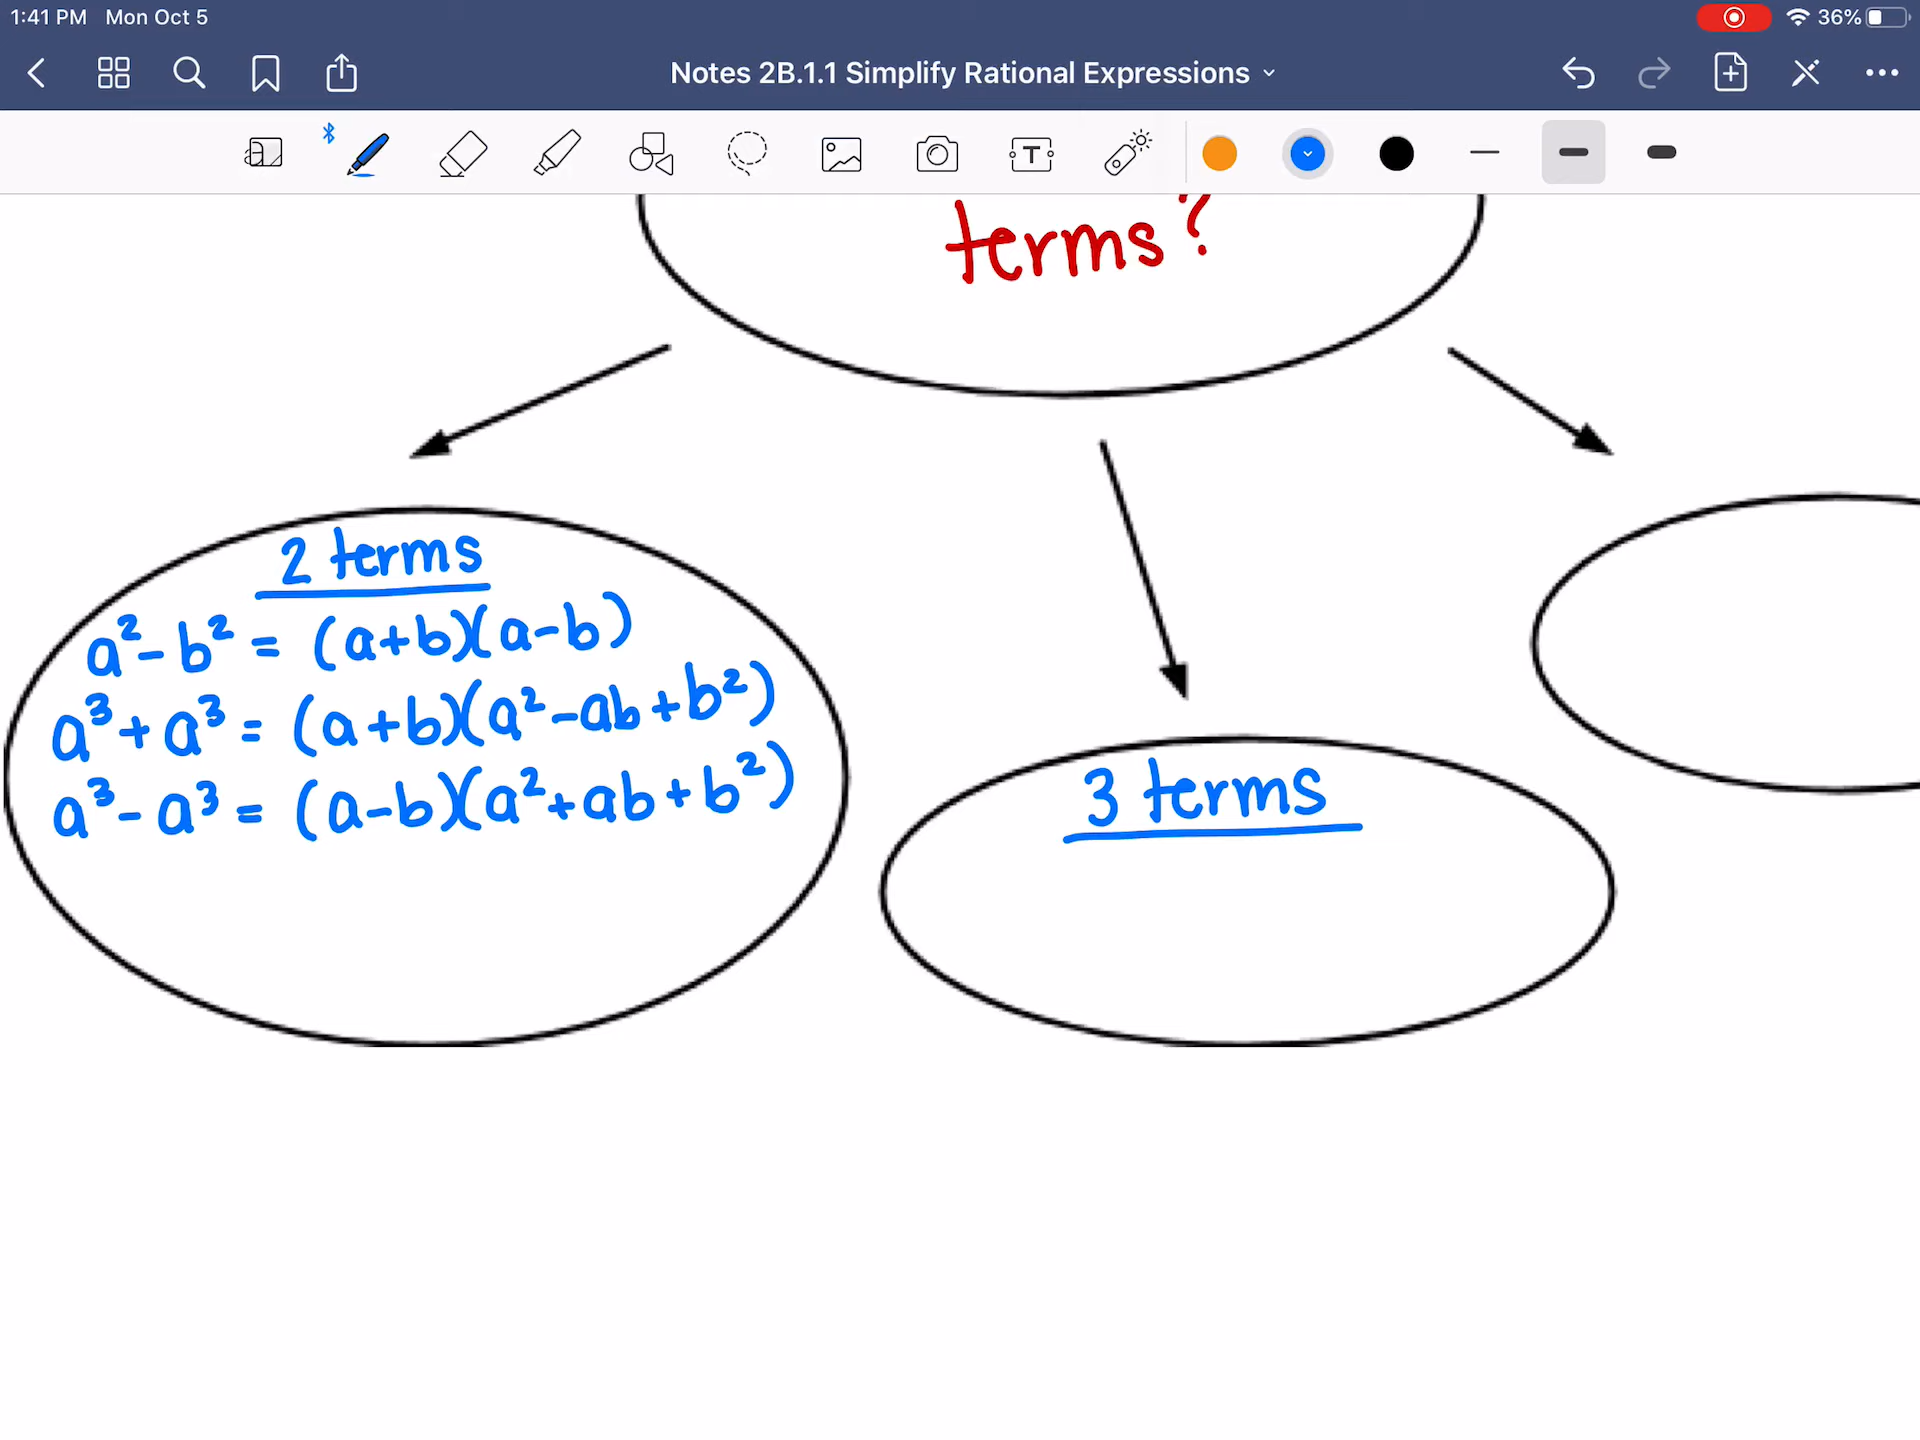 1:41 PM Mon Oct 5
36%
Notes 2B.1.1 Simplify Rational Expressions
terms?
2 terms
a² - b² = (a+b)(a-b)
a³ + a³ = (a+b)(a² - ab + b²)
a³ - a³ = (a-b)(a² + ab + b²)
3 terms